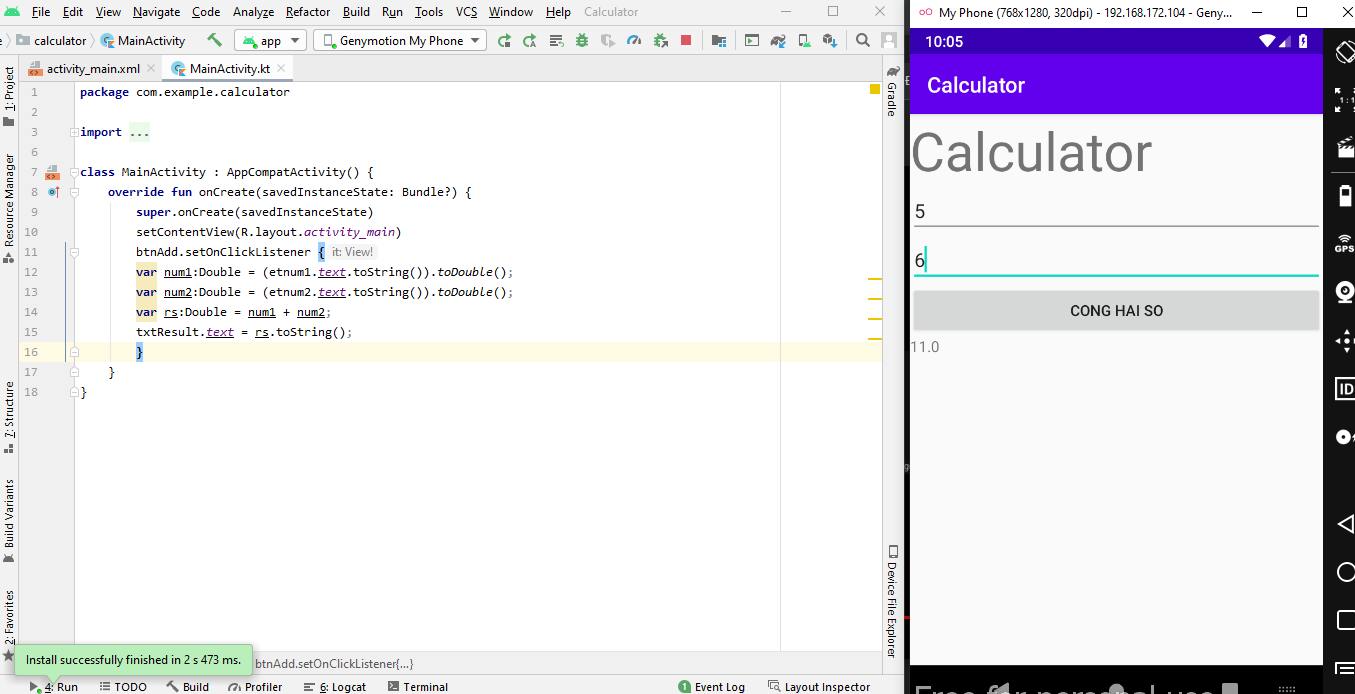 File Edit View Navigate Code Analyze Refactor Build Run Tools VCS Window Help Calculator
calculator MainActivity app Genymotion My Phone
activity_main.xml MainActivity.kt
1: Project
Resource Manager
7: Structure
Build Variants
2: Favorites
1 package com.example.calculator
2
3 import ...
6
7 class MainActivity : AppCompatActivity() {
8 override fun onCreate(savedInstanceState: Bundle?) {
9 super.onCreate(savedInstanceState)
10 setContentView(R.layout.activity_main)
11 btnAdd.setOnClickListener { it: View!
12 var num1:Double = (etnum1.text.toString()).toDouble();
13 var num2:Double = (etnum2.text.toString()).toDouble();
14 var rs:Double = num1 + num2;
15 txtResult.text = rs.toString();
16 }
17 }
18 }
Gradle
Device File Explorer
Install successfully finished in 2 s 473 ms.
btnAdd.setOnClickListener{...}
4: Run TODO Build Profiler 6: Logcat Terminal 1 Event Log Layout Inspector
My Phone (768x1280, 320dpi) - 192.168.172.104 - Geny...
10:05
Calculator
Calculator
5
6
CONG HAI SO
11.0
1:1
GPS
ID
Free for personal use